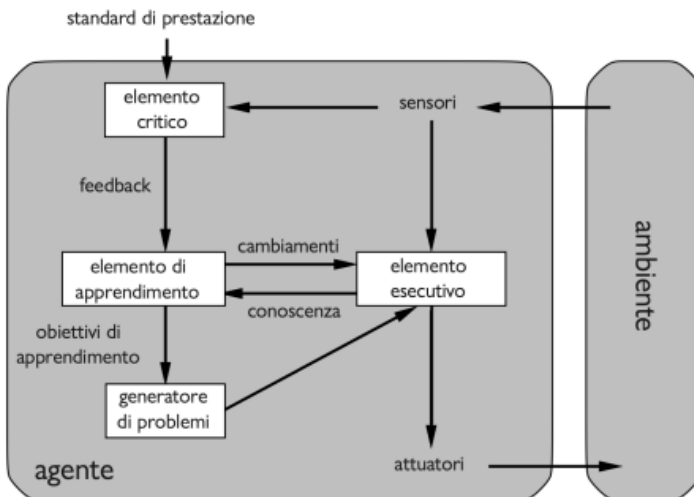 standard di prestazione
elemento
critico
sensori
feedback
cambiamenti
elemento di
apprendimento
elemento
esecutivo
conoscenza
obiettivi di
apprendimento
generatore
di problemi
agente
attuatori
ambiente